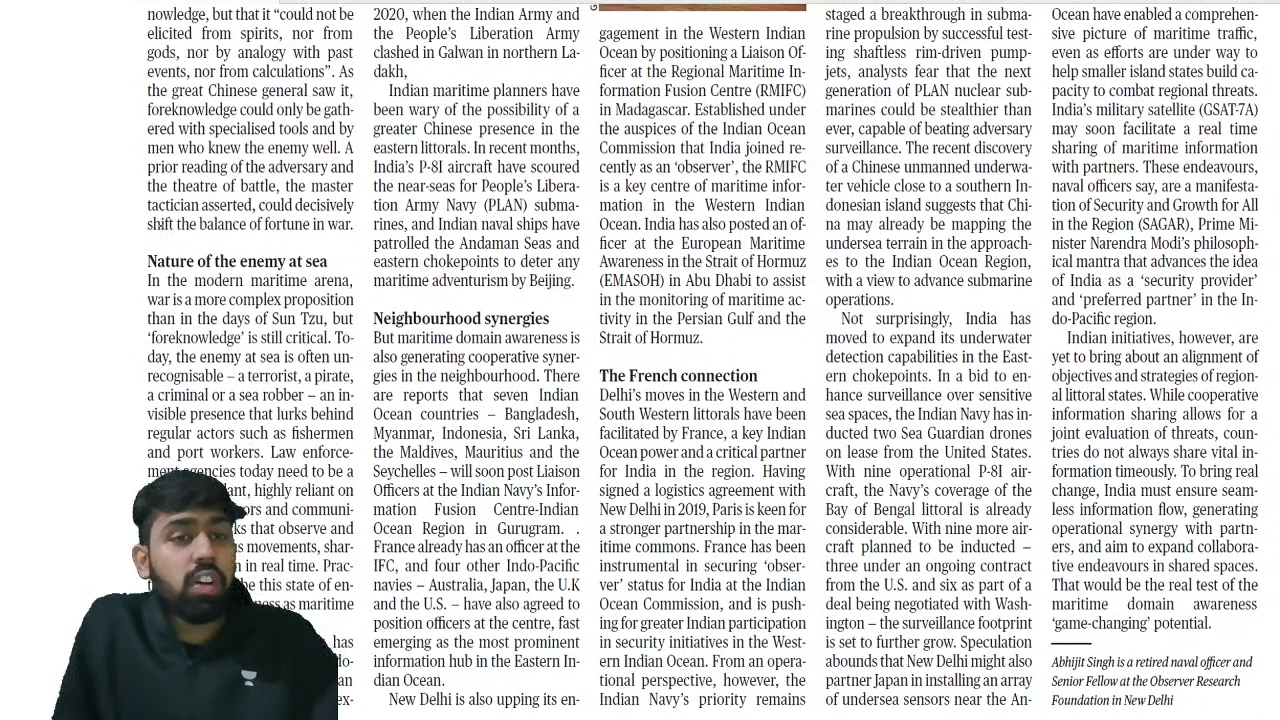 nowledge, but that it “could not be
elicited from spirits, nor from
gods, nor by analogy with past
events, nor from calculations”. As
the great Chinese general saw it,
foreknowledge could only be gath-
ered with specialised tools and by
men who knew the enemy well. A
prior reading of the adversary and
the theatre of battle, the master
tactician asserted, could decisively
shift the balance of fortune in war.
Nature of the enemy at sea
In the modern maritime arena,
war is a more complex proposition
than in the days of Sun Tzu, but
‘foreknowledge’ is still critical. To-
day, the enemy at sea is often un-
recognisable – a terrorist, a pirate,
a criminal or a sea robber – an in-
visible presence that lurks behind
regular actors such as fishermen
and port workers. Law enforce-
ment agencies today need to be a
highly reliant on
and communi-
that observe and
movements, shar-
in real time. Prac-
be this state of en-
as maritime
has
2020, when the Indian Army and
the People’s Liberation Army
clashed in Galwan in northern La-
dakh,
Indian maritime planners have
been wary of the possibility of a
greater Chinese presence in the
eastern littorals. In recent months,
India’s P-8I aircraft have scoured
the near-seas for People’s Libera-
tion Army Navy (PLAN) subma-
rines, and Indian naval ships have
patrolled the Andaman Seas and
eastern chokepoints to deter any
maritime adventurism by Beijing.
Neighbourhood synergies
But maritime domain awareness is
also generating cooperative syner-
gies in the neighbourhood. There
are reports that seven Indian
Ocean countries – Bangladesh,
Myanmar, Indonesia, Sri Lanka,
the Maldives, Mauritius and the
Seychelles – will soon post Liaison
Officers at the Indian Navy’s Infor-
mation Fusion Centre-Indian
Ocean Region in Gurugram. .
France already has an officer at the
IFC, and four other Indo-Pacific
navies – Australia, Japan, the U.K
and the U.S. – have also agreed to
position officers at the centre, fast
emerging as the most prominent
information hub in the Eastern In-
dian Ocean.
New Delhi is also upping its en-
gagement in the Western Indian
Ocean by positioning a Liaison Of-
ficer at the Regional Maritime In-
formation Fusion Centre (RMIFC)
in Madagascar. Established under
the auspices of the Indian Ocean
Commission that India joined re-
cently as an ‘observer’, the RMIFC
is a key centre of maritime infor-
mation in the Western Indian
Ocean. India has also posted an of-
ficer at the European Maritime
Awareness in the Strait of Hormuz
(EMASOH) in Abu Dhabi to assist
in the monitoring of maritime ac-
tivity in the Persian Gulf and the
Strait of Hormuz.
The French connection
Delhi’s moves in the Western and
South Western littorals have been
facilitated by France, a key Indian
Ocean power and a critical partner
for India in the region. Having
signed a logistics agreement with
New Delhi in 2019, Paris is keen for
a stronger partnership in the mar-
itime commons. France has been
instrumental in securing ‘obser-
ver’ status for India at the Indian
Ocean Commission, and is push-
ing for greater Indian participation
in security initiatives in the West-
ern Indian Ocean. From an opera-
tional perspective, however, the
Indian Navy’s priority remains
staged a breakthrough in subma-
rine propulsion by successful test-
ing shaftless rim-driven pump-
jets, analysts fear that the next
generation of PLAN nuclear sub-
marines could be stealthier than
ever, capable of beating adversary
surveillance. The recent discovery
of a Chinese unmanned underwa-
ter vehicle close to a southern In-
donesian island suggests that Chi-
na may already be mapping the
undersea terrain in the approach-
es to the Indian Ocean Region,
with a view to advance submarine
operations.
Not surprisingly, India has
moved to expand its underwater
detection capabilities in the East-
ern chokepoints. In a bid to en-
hance surveillance over sensitive
sea spaces, the Indian Navy has in-
ducted two Sea Guardian drones
on lease from the United States.
With nine operational P-8I air-
craft, the Navy’s coverage of the
Bay of Bengal littoral is already
considerable. With nine more air-
craft planned to be inducted –
three under an ongoing contract
from the U.S. and six as part of a
deal being negotiated with Wash-
ington – the surveillance footprint
is set to further grow. Speculation
abounds that New Delhi might also
partner Japan in installing an array
of undersea sensors near the An-
Ocean have enabled a comprehen-
sive picture of maritime traffic,
even as efforts are under way to
help smaller island states build ca-
pacity to combat regional threats.
India’s military satellite (GSAT-7A)
may soon facilitate a real time
sharing of maritime information
with partners. These endeavours,
naval officers say, are a manifesta-
tion of Security and Growth for All
in the Region (SAGAR), Prime Mi-
nister Narendra Modi’s philosoph-
ical mantra that advances the idea
of India as a ‘security provider’
and ‘preferred partner’ in the In-
do-Pacific region.
Indian initiatives, however, are
yet to bring about an alignment of
objectives and strategies of region-
al littoral states. While cooperative
information sharing allows for a
joint evaluation of threats, coun-
tries do not always share vital in-
formation timeously. To bring real
change, India must ensure seam-
less information flow, generating
operational synergy with partn-
ers, and aim to expand collabora-
tive endeavours in shared spaces.
That would be the real test of the
maritime domain awareness
‘game-changing’ potential.
Abhijit Singh is a retired naval officer and
Senior Fellow at the Observer Research
Foundation in New Delhi